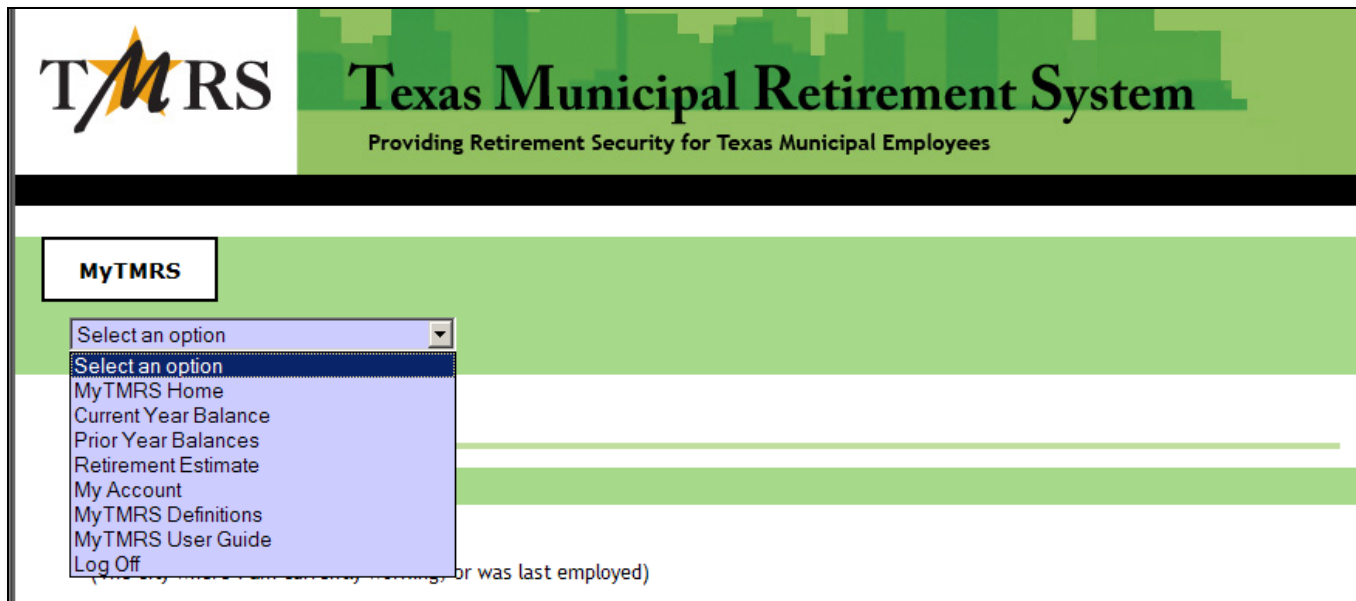 TMRS
Texas Municipal Retirement System
Providing Retirement Security for Texas Municipal Employees
MyTMRS
Select an option
Select an option
MyTMRS Home
Current Year Balance
Prior Year Balances
Retirement Estimate
My Account
MyTMRS Definitions
MyTMRS User Guide
Log Off
or was last employed)